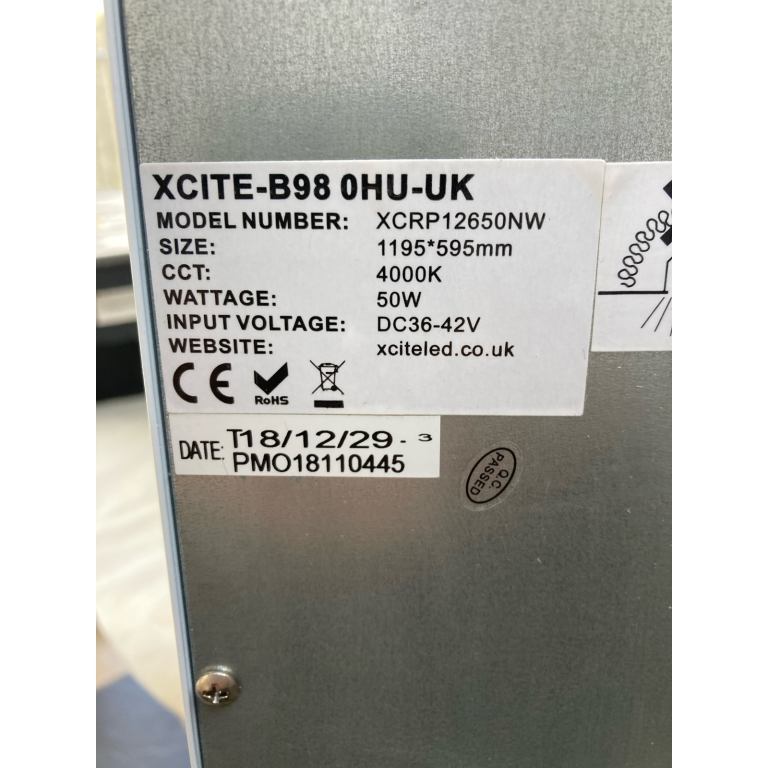 XCITE-B98 0HU-UK
MODEL NUMBER: XCRP12650NW
SIZE: 1195*595mm
CCT: 4000K
WATTAGE: 50W
INPUT VOLTAGE: DC36-42V
WEBSITE: xciteled.co.uk
CE RoHS
DATE: T18/12/29 - 3
PMO18110445
Q.C.
PASSED